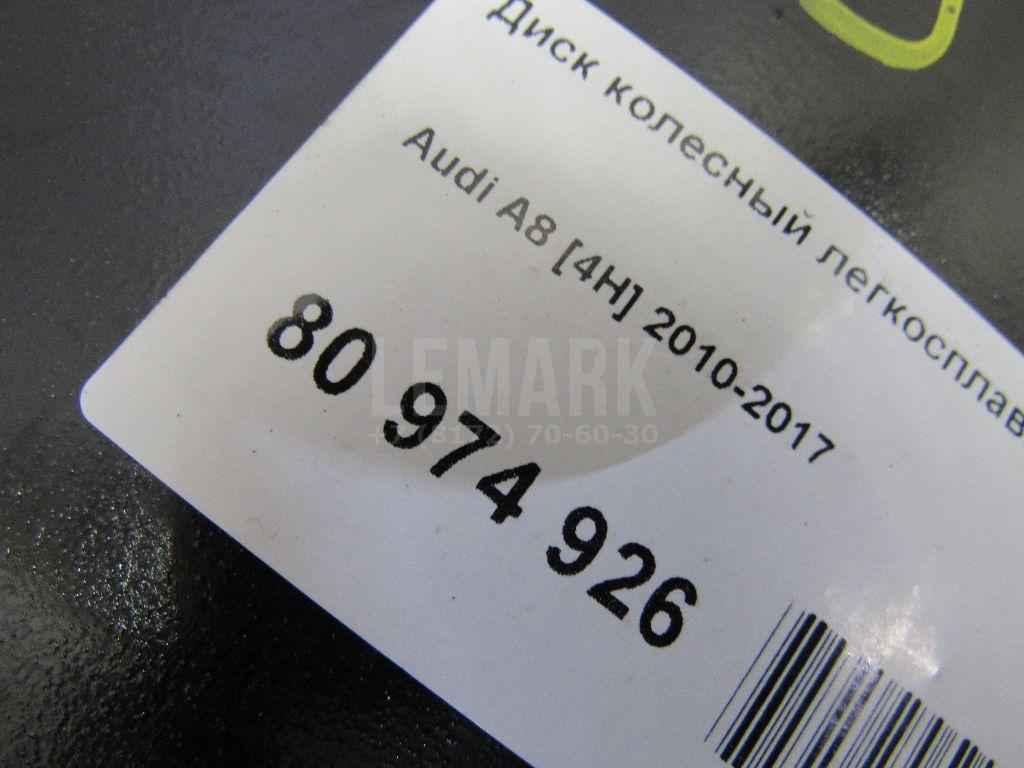 Диск колесный легкосплав
Audi A8 [4H] 2010-2017
80 974 926
LEMARK
70-60-30